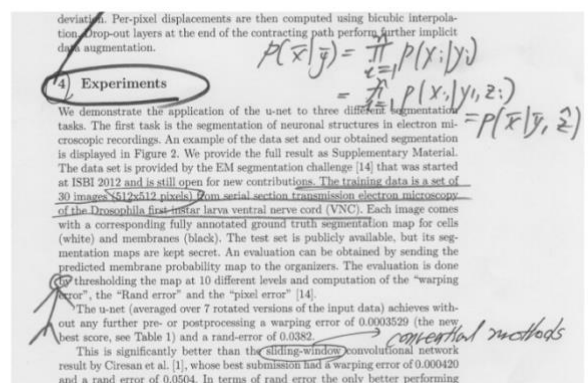 deviation. Per-pixel displacements are then computed using bicubic interpola-
tion. Drop-out layers at the end of the contracting path perform further implicit
data augmentation.
p(x̄|ȳ) = ∏ⁿᵢ₌₁ p(xᵢ|yᵢ)
= ∏ⁿᵢ₌₁ p(xᵢ|yᵢ, zᵢ)
= p(x̄|ȳ, ẑ)
4 Experiments
We demonstrate the application of the u-net to three different segmentation
tasks. The first task is the segmentation of neuronal structures in electron mi-
croscopic recordings. An example of the data set and our obtained segmentation
is displayed in Figure 2. We provide the full result as Supplementary Material.
The data set is provided by the EM segmentation challenge [14] that was started
at ISBI 2012 and is still open for new contributions. The training data is a set of
30 images (512x512 pixels) from serial section transmission electron microscopy
of the Drosophila first instar larva ventral nerve cord (VNC). Each image comes
with a corresponding fully annotated ground truth segmentation map for cells
(white) and membranes (black). The test set is publicly available, but its seg-
mentation maps are kept secret. An evaluation can be obtained by sending the
predicted membrane probability map to the organizers. The evaluation is done
by thresholding the map at 10 different levels and computation of the "warping
error", the "Rand error" and the "pixel error" [14].
The u-net (averaged over 7 rotated versions of the input data) achieves with-
out any further pre- or postprocessing a warping error of 0.0003529 (the new
best score, see Table 1) and a rand-error of 0.0382.
methods
This is significantly better than the sliding-window convolutional network
result by Ciresan et al. [1], whose best submission had a warping error of 0.000420
and a rand error of 0.0504. In terms of rand error the only better performing